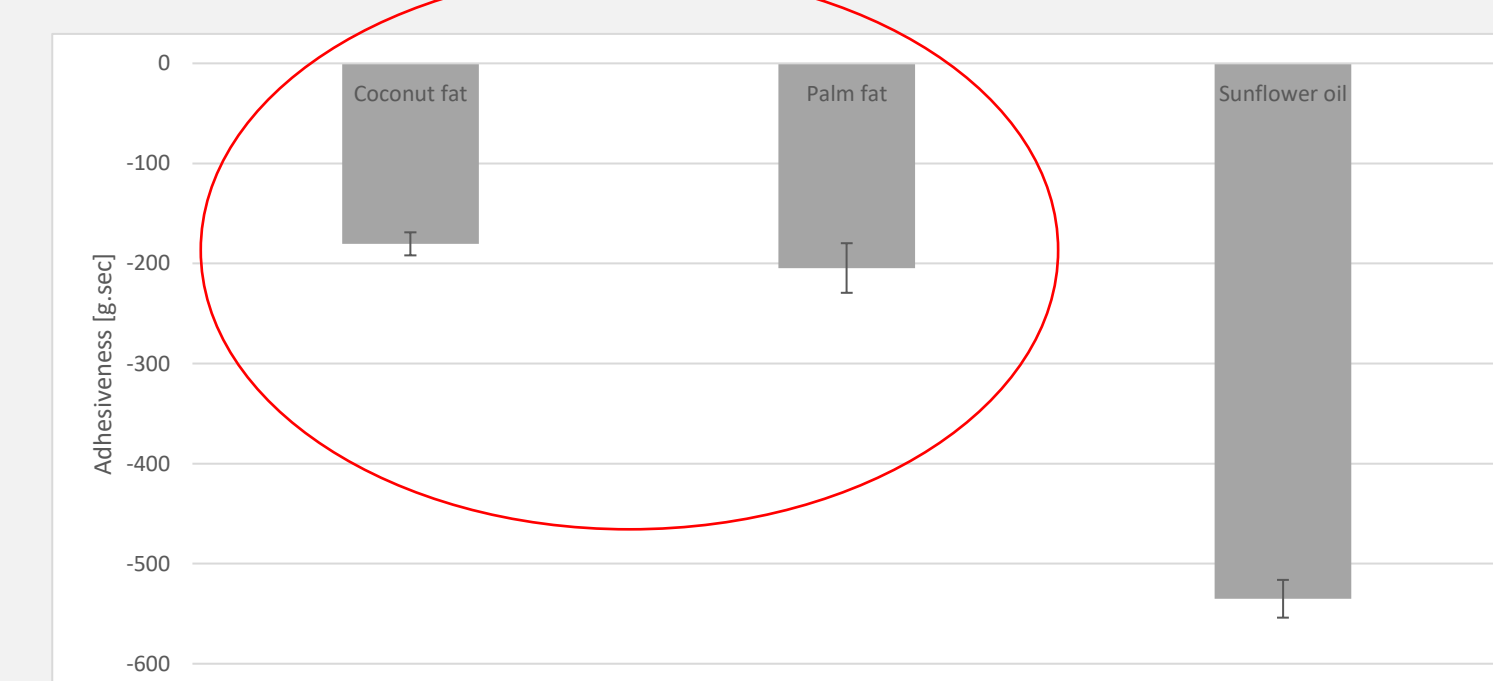 0
Coconut fat
Palm fat
Sunflower oil
-100
-200
-300
-400
-500
-600
Adhesiveness [g.sec]